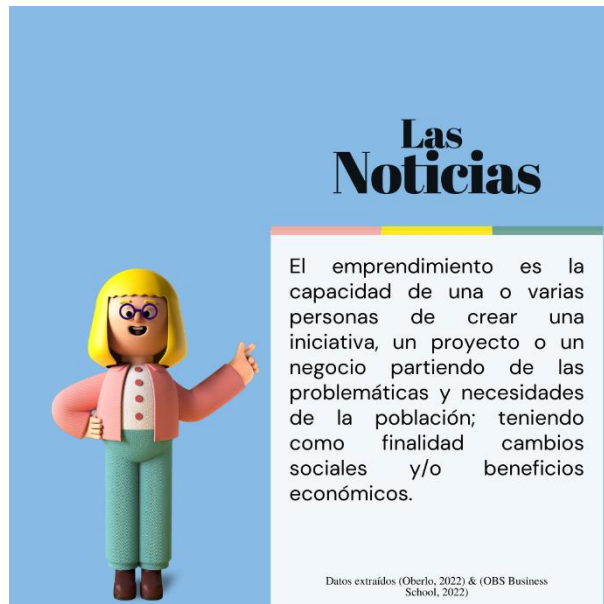 Las
Noticias
El emprendimiento es la
capacidad de una o varias
personas de crear una
iniciativa, un proyecto o un
negocio partiendo de las
problemáticas y necesidades
de la población; teniendo
como finalidad cambios
sociales y/o beneficios
económicos.
Datos extraídos (Oberlo, 2022) & (OBS Business
School, 2022)